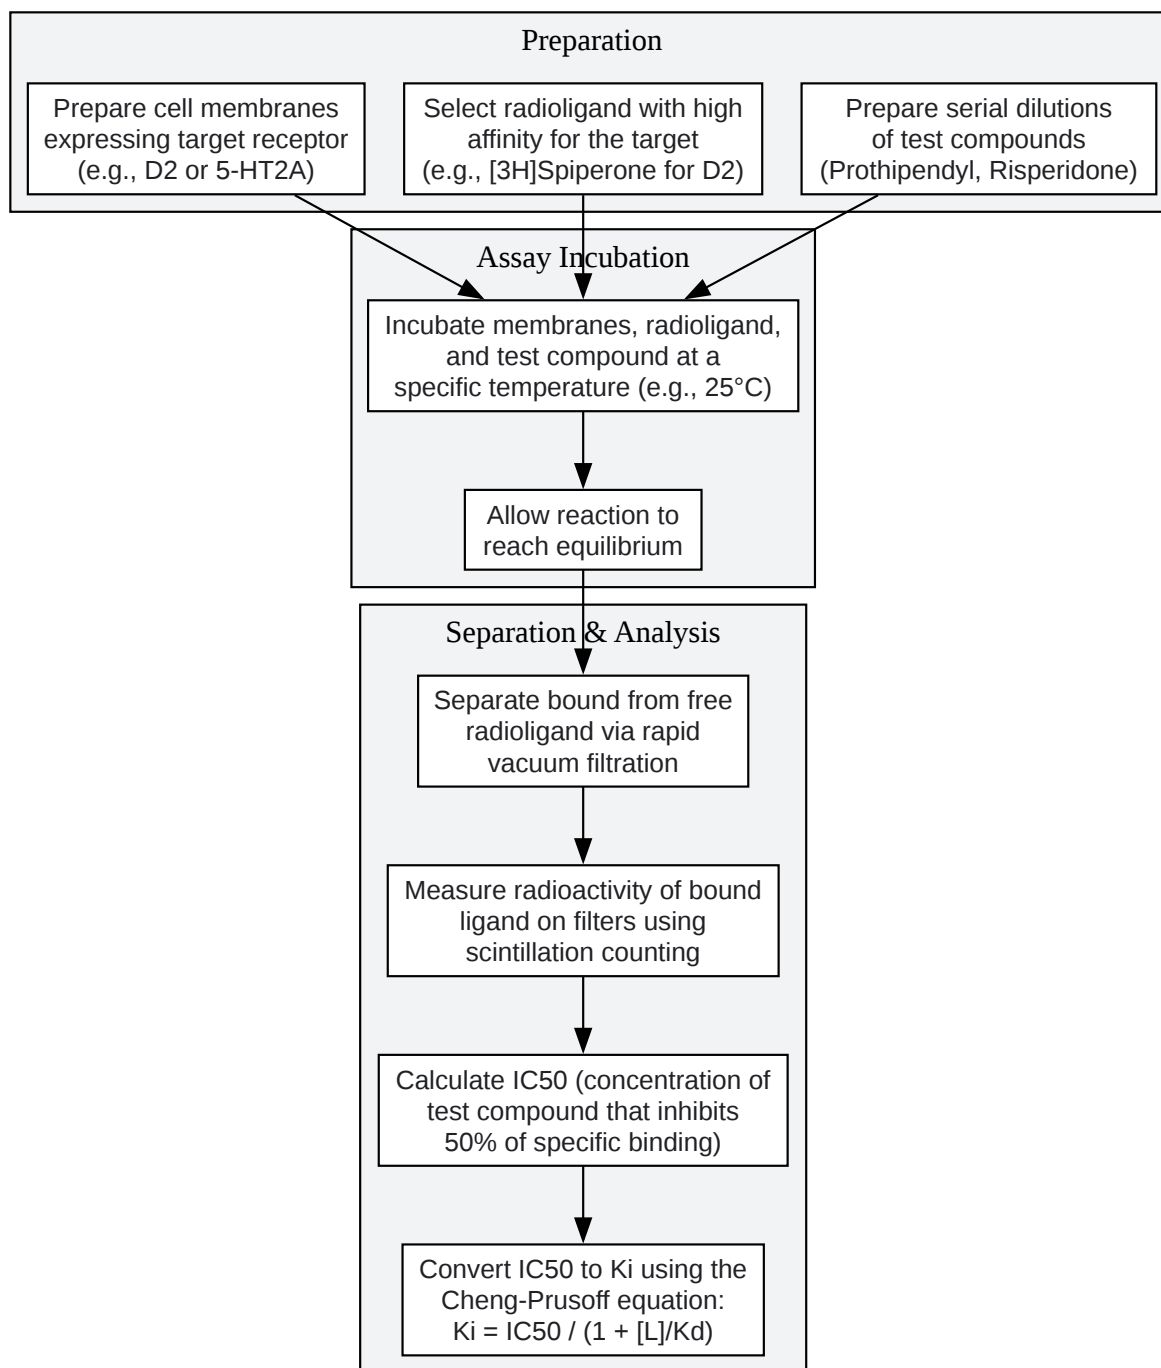 Preparation
Prepare cell membranes
expressing target receptor
(e.g., D2 or 5-HT2A)
Select radioligand with high
affinity for the target
(e.g., [3H]Spiperone for D2)
Prepare serial dilutions
of test compounds
(Prothipendyl, Risperidone)
Assay Incubation
Incubate membranes, radioligand,
and test compound at a
specific temperature (e.g., 25°C)
Allow reaction to
reach equilibrium
Separation & Analysis
Separate bound from free
radioligand via rapid
vacuum filtration
Measure radioactivity of bound
ligand on filters using
scintillation counting
Calculate IC50 (concentration of
test compound that inhibits
50% of specific binding)
Convert IC50 to Ki using the
Cheng-Prusoff equation:
Ki = IC50 / (1 + [L]/Kd)